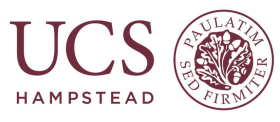 UCS
HAMPSTEAD
PAULATIM
SED FIRMITER